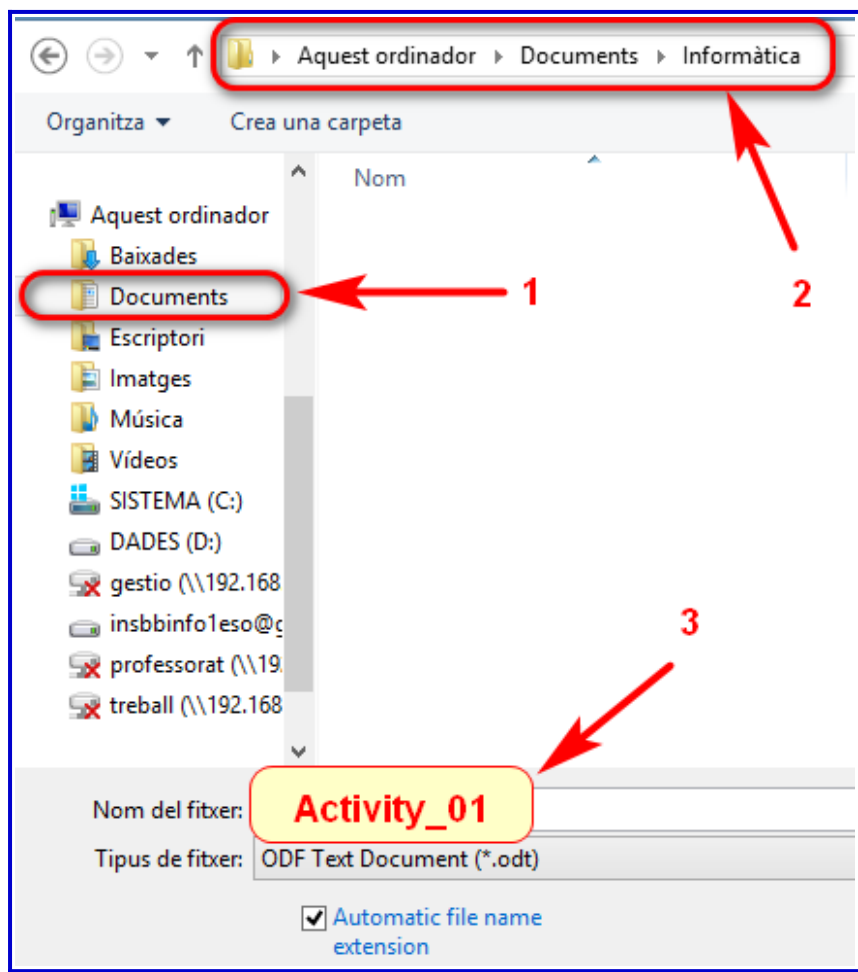 Aquest ordinador Documents Informàtica
Organitza Crea una carpeta
Nom
Aquest ordinador
Baixades
Documents
1
2
Escriptori
Imatges
Música
Vídeos
SISTEMA (C:)
DADES (D:)
gestio (\\192.168
insbbinfo1eso@g
3
professorat (\\19.
treball (\\192.168
Nom del fitxer: Activity_01
Tipus de fitxer: ODF Text Document (*.odt)
Automatic file name
extension